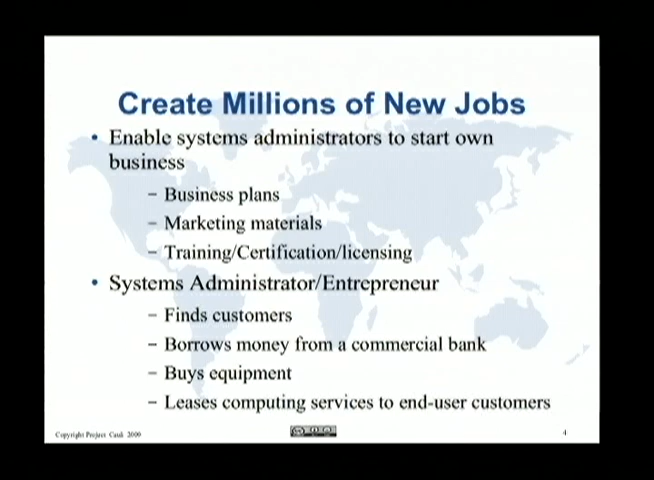 Create Millions of New Jobs
• Enable systems administrators to start own
business
– Business plans
– Marketing materials
– Training/Certification/licensing
• Systems Administrator/Entrepreneur
– Finds customers
– Borrows money from a commercial bank
– Buys equipment
– Leases computing services to end-user customers
Copyright Project Cauã 2009
4